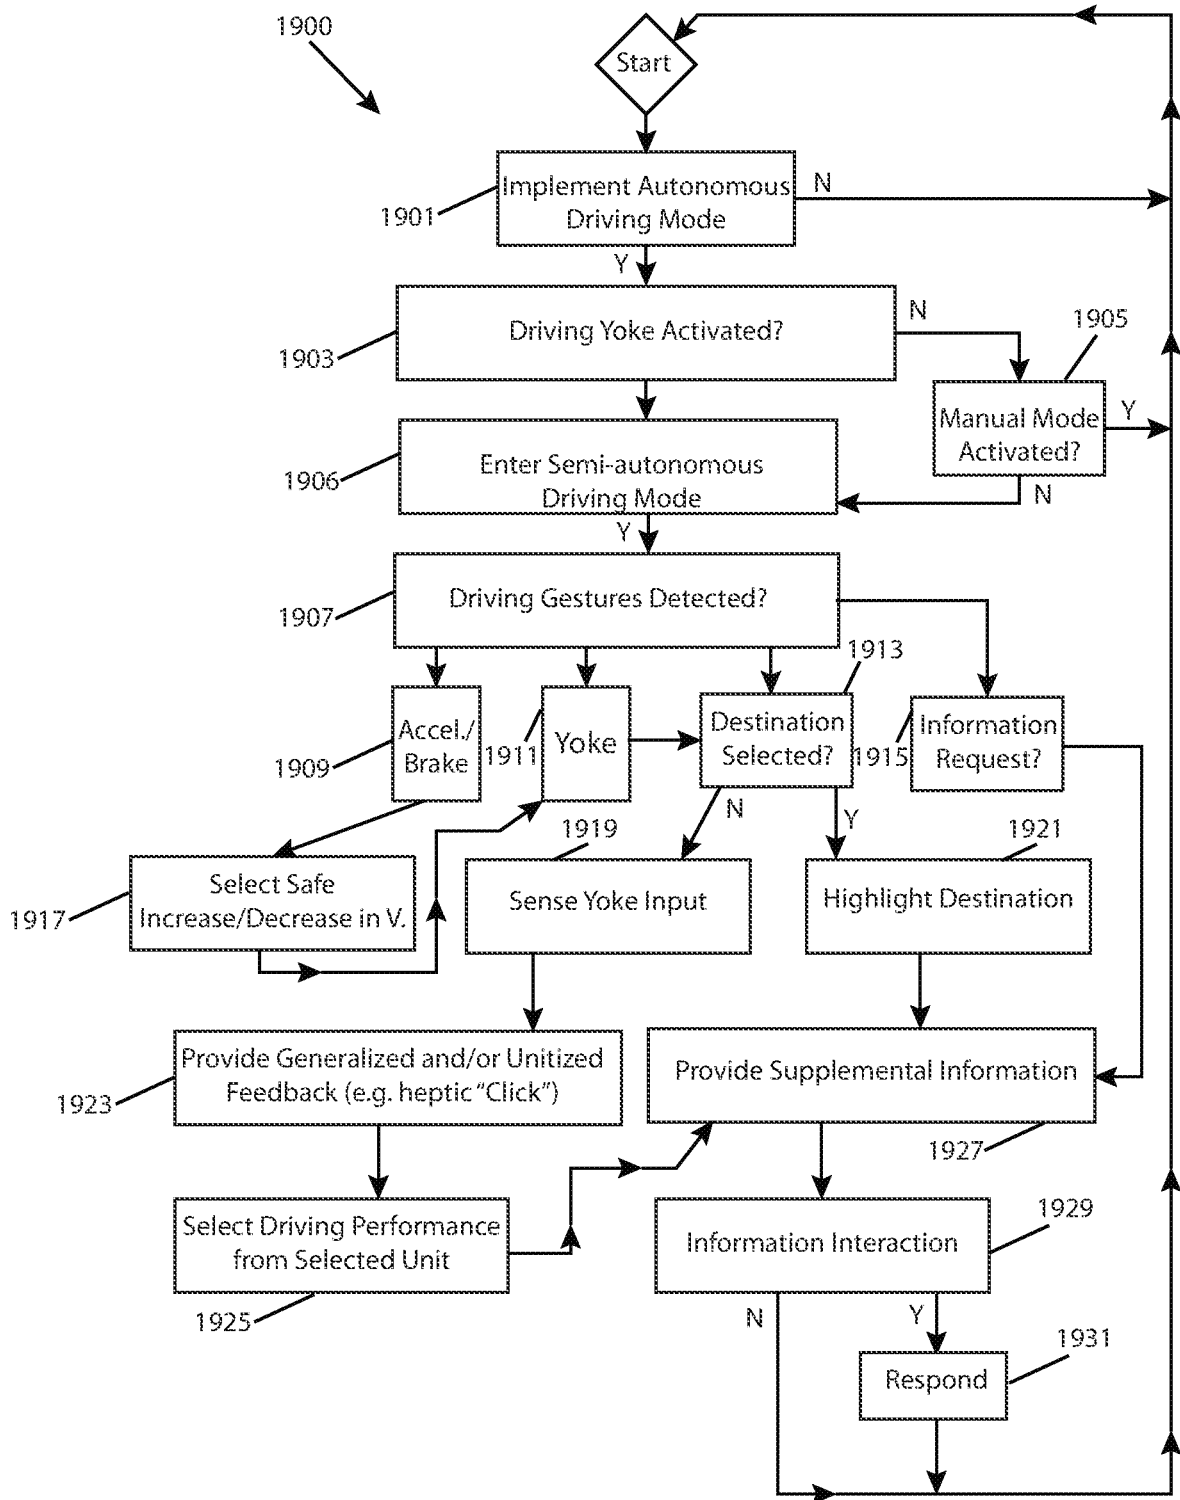 1900
Start
Implement Autonomous
Driving Mode
N
1901
Y
Driving Yoke Activated?
N
1903
1905
Manual Mode
Activated?
Y
N
Enter Semi-autonomous
Driving Mode
1906
Y
Driving Gestures Detected?
1907
1913
Accel./
Brake
1909
Yoke
1911
Destination
Selected?
1915
Information
Request?
N
Y
1919
1921
Select Safe
Increase/Decrease in V.
1917
Sense Yoke Input
Highlight Destination
Provide Generalized and/or Unitized
Feedback (e.g. heptic “Click”)
1923
Provide Supplemental Information
1927
Select Driving Performance
from Selected Unit
1925
Information Interaction
1929
N
Y
Respond
1931